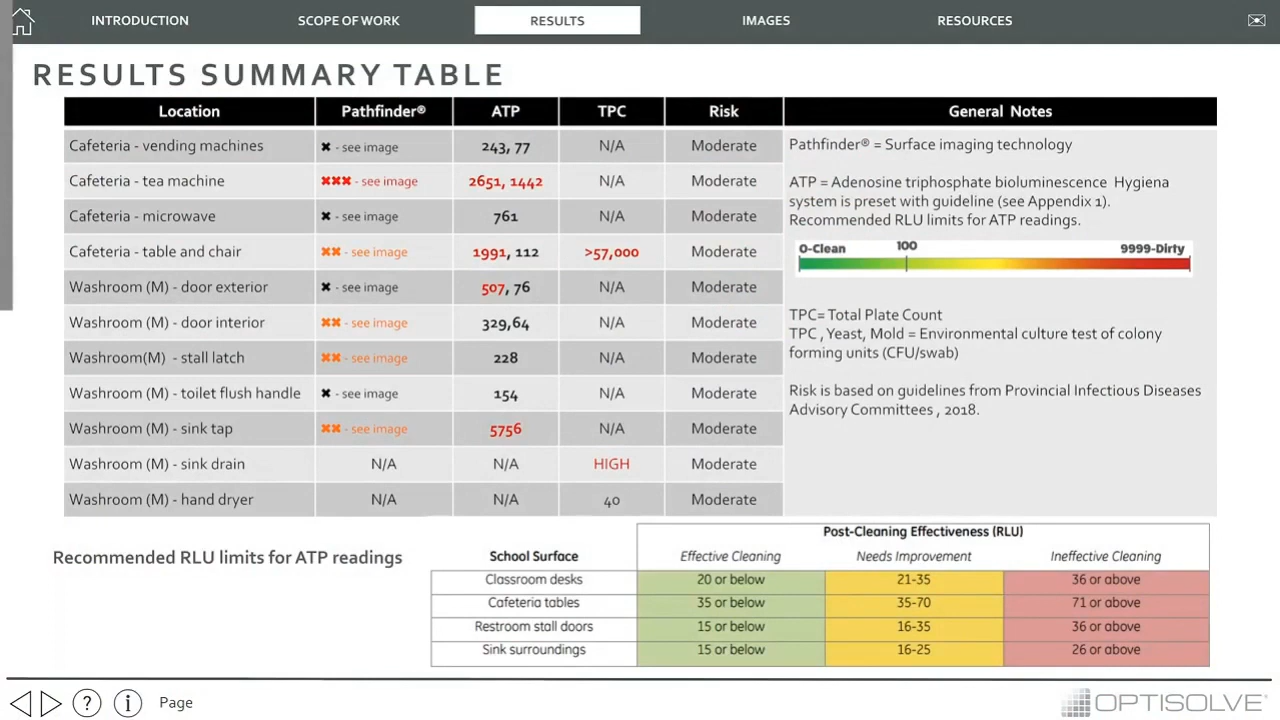 INTRODUCTION SCOPE OF WORK RESULTS IMAGES RESOURCES
RESULTS SUMMARY TABLE
Location Pathfinder® ATP TPC Risk General Notes
Cafeteria - vending machines ✖ - see image 243, 77 N/A Moderate
Cafeteria - tea machine ✖✖✖ - see image 2651, 1442 N/A Moderate
Cafeteria - microwave ✖ - see image 761 N/A Moderate
Cafeteria - table and chair ✖✖ - see image 1991, 112 >57,000 Moderate
Washroom (M) - door exterior ✖ - see image 507, 76 N/A Moderate
Washroom (M) - door interior ✖✖ - see image 329,64 N/A Moderate
Washroom(M) - stall latch ✖✖ - see image 228 N/A Moderate
Washroom (M) - toilet flush handle ✖ - see image 154 N/A Moderate
Washroom (M) - sink tap ✖✖ - see image 5756 N/A Moderate
Washroom (M) - sink drain N/A N/A HIGH Moderate
Washroom (M) - hand dryer N/A N/A 40 Moderate
Pathfinder® = Surface imaging technology
ATP = Adenosine triphosphate bioluminescence Hygiena
system is preset with guideline (see Appendix 1).
Recommended RLU limits for ATP readings.
0-Clean 100 9999-Dirty
TPC= Total Plate Count
TPC , Yeast, Mold = Environmental culture test of colony
forming units (CFU/swab)
Risk is based on guidelines from Provincial Infectious Diseases
Advisory Committees , 2018.
Recommended RLU limits for ATP readings
Post-Cleaning Effectiveness (RLU)
School Surface Effective Cleaning Needs Improvement Ineffective Cleaning
Classroom desks 20 or below 21-35 36 or above
Cafeteria tables 35 or below 35-70 71 or above
Restroom stall doors 15 or below 16-35 36 or above
Sink surroundings 15 or below 16-25 26 or above
? i Page
OPTISOLVE®